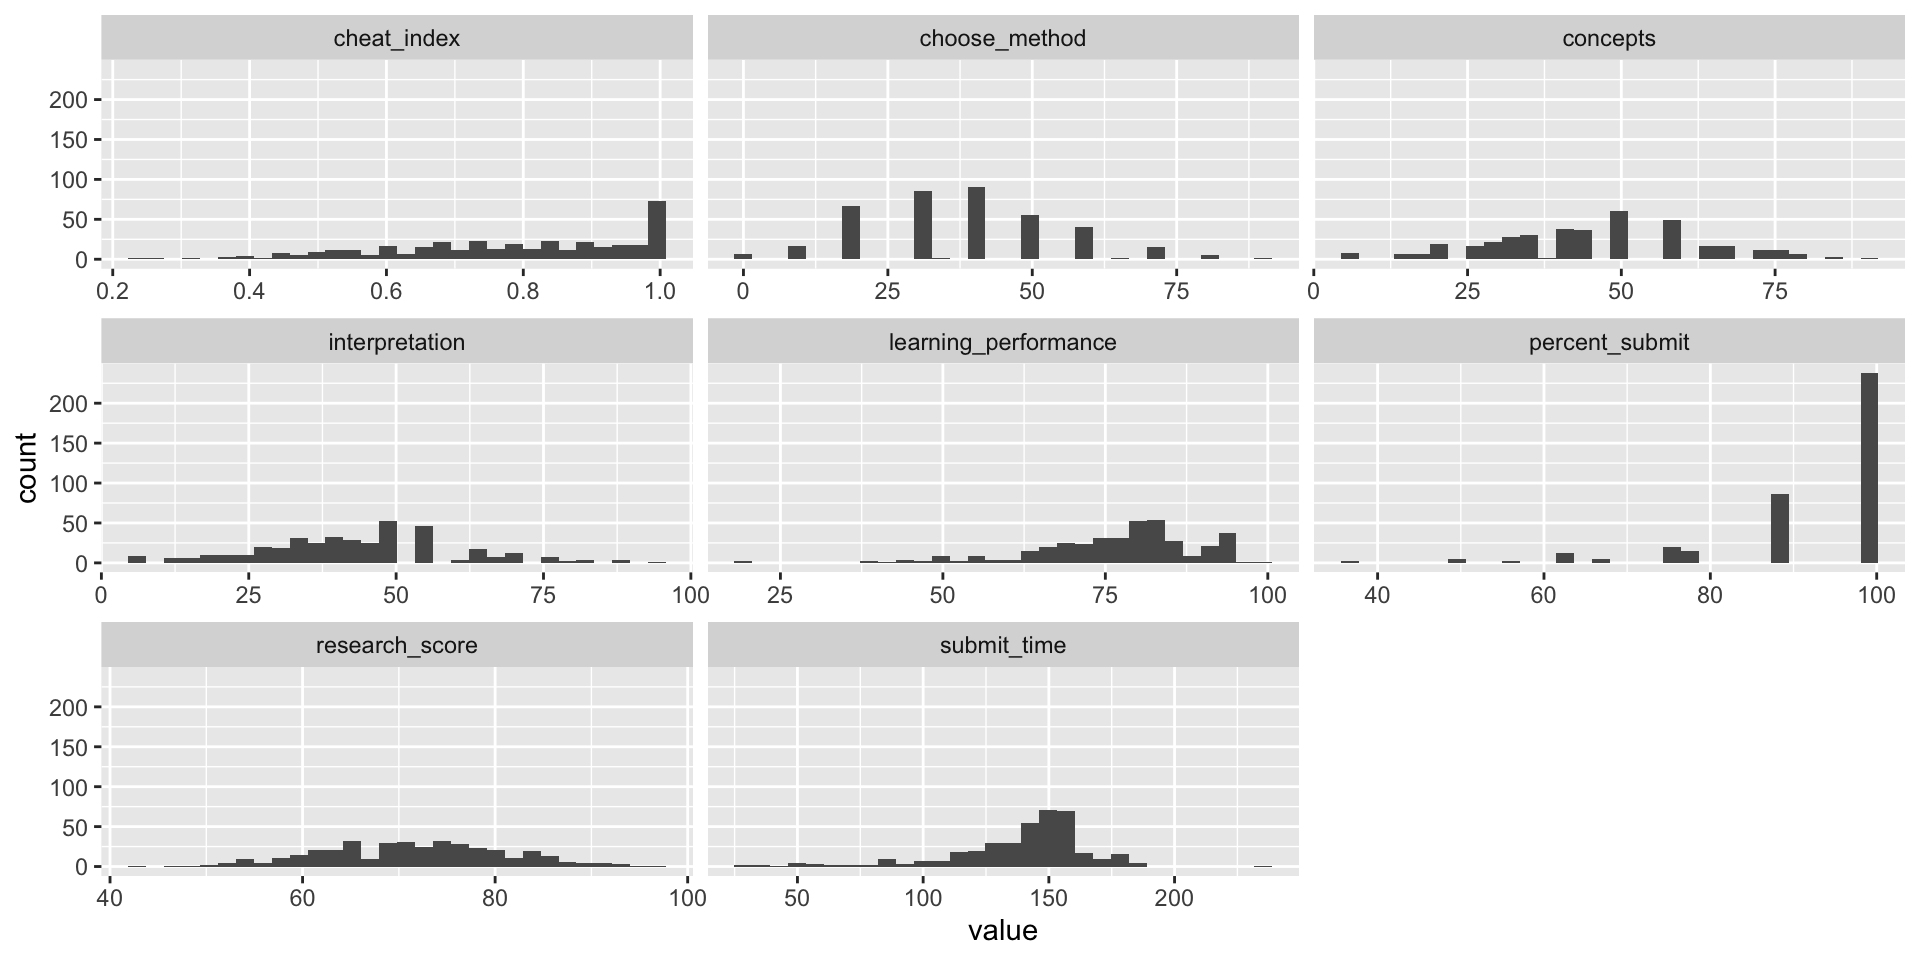 cheat_index choose_method concepts
200
150
100
50
0
0.2 0.4 0.6 0.8 1.0 0 25 50 75 0 25 50 75
interpretation learning_performance percent_submit
200
150
100
50
0
0 25 50 75 100 25 50 75 100 40 60 80 100
count
research_score submit_time
200
150
100
50
0
40 60 80 100 50 100 150 200
value